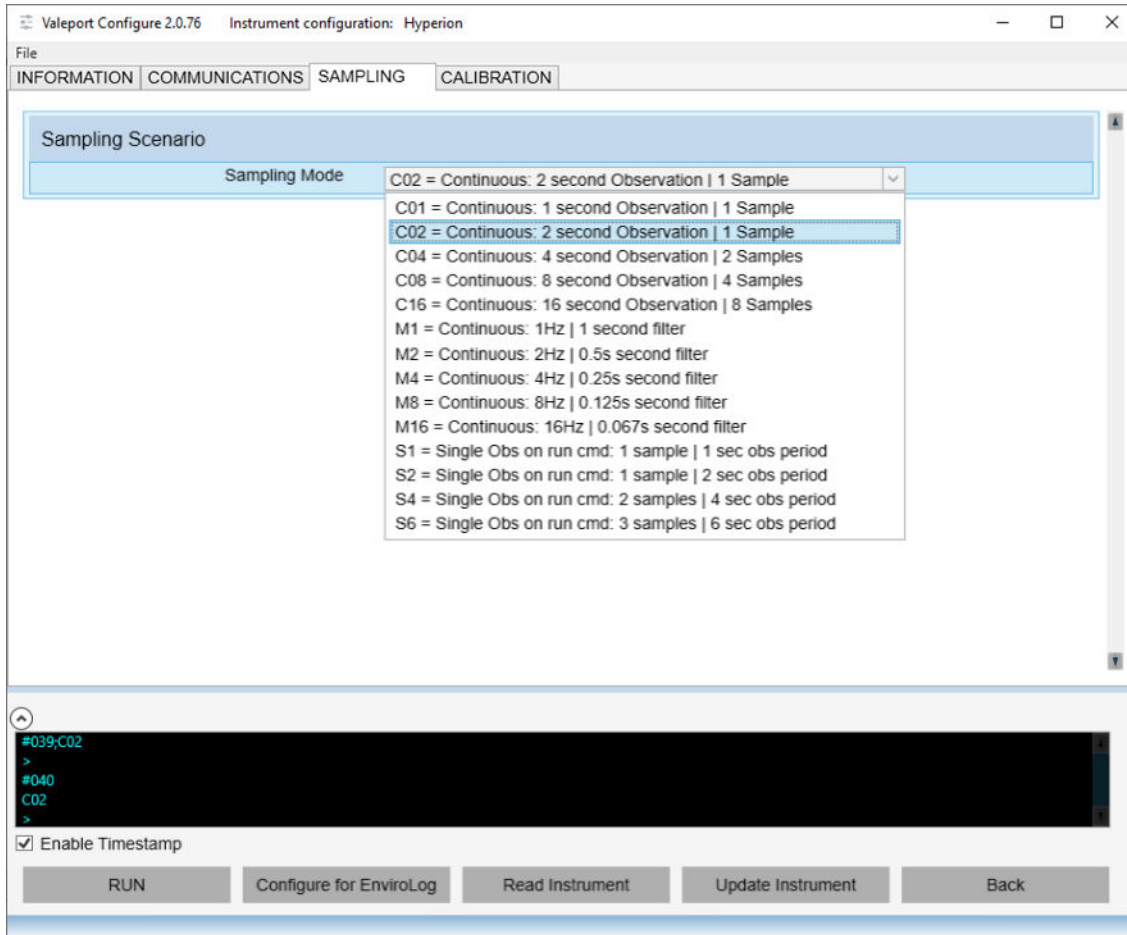 Valeport Configure 2.0.76 Instrument configuration: Hyperion
File
INFORMATION COMMUNICATIONS SAMPLING CALIBRATION
Sampling Scenario
Sampling Mode C02 = Continuous: 2 second Observation | 1 Sample
C01 = Continuous: 1 second Observation | 1 Sample
C02 = Continuous: 2 second Observation | 1 Sample
C04 = Continuous: 4 second Observation | 2 Samples
C08 = Continuous: 8 second Observation | 4 Samples
C16 = Continuous: 16 second Observation | 8 Samples
M1 = Continuous: 1Hz | 1 second filter
M2 = Continuous: 2Hz | 0.5s second filter
M4 = Continuous: 4Hz | 0.25s second filter
M8 = Continuous: 8Hz | 0.125s second filter
M16 = Continuous: 16Hz | 0.067s second filter
S1 = Single Obs on run cmd: 1 sample | 1 sec obs period
S2 = Single Obs on run cmd: 1 sample | 2 sec obs period
S4 = Single Obs on run cmd: 2 samples | 4 sec obs period
S6 = Single Obs on run cmd: 3 samples | 6 sec obs period
#039;C02
>
#040
C02
>
Enable Timestamp
RUN Configure for EnviroLog Read Instrument Update Instrument Back